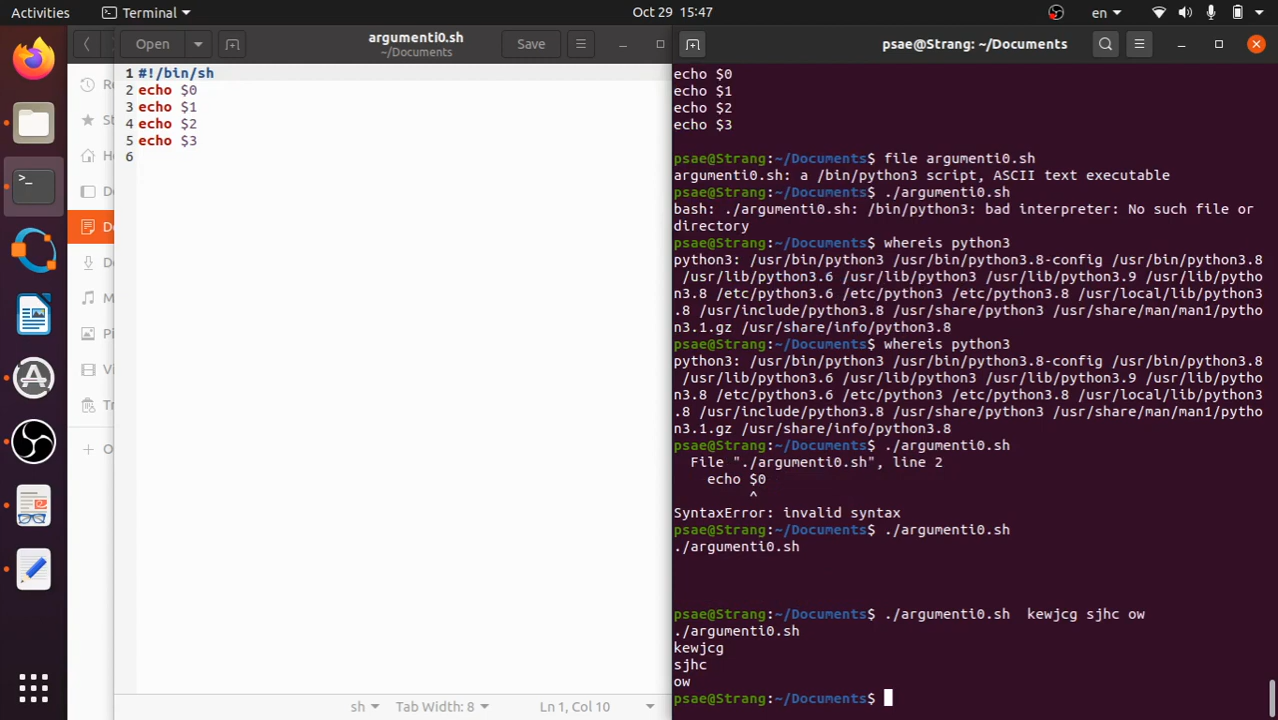 Activities
Terminal
Oct 29 15:47
en
Open
argumenti0.sh
~/Documents
Save
psae@Strang: ~/Documents
Re
St
H
D
D
D
M
Pi
Vi
Tr
O
1 #!/bin/sh
2 echo $0
3 echo $1
4 echo $2
5 echo $3
6
sh
Tab Width: 8
Ln 1, Col 10
echo $0
echo $1
echo $2
echo $3
psae@Strang:~/Documents$ file argumenti0.sh
argumenti0.sh: a /bin/python3 script, ASCII text executable
psae@Strang:~/Documents$ ./argumenti0.sh
bash: ./argumenti0.sh: /bin/python3: bad interpreter: No such file or
directory
psae@Strang:~/Documents$ whereis python3
python3: /usr/bin/python3 /usr/bin/python3.8-config /usr/bin/python3.8
/usr/lib/python3.6 /usr/lib/python3 /usr/lib/python3.9 /usr/lib/pytho
n3.8 /etc/python3.6 /etc/python3 /etc/python3.8 /usr/local/lib/python3
.8 /usr/include/python3.8 /usr/share/python3 /usr/share/man/man1/pytho
n3.1.gz /usr/share/info/python3.8
psae@Strang:~/Documents$ whereis python3
python3: /usr/bin/python3 /usr/bin/python3.8-config /usr/bin/python3.8
/usr/lib/python3.6 /usr/lib/python3 /usr/lib/python3.9 /usr/lib/pytho
n3.8 /etc/python3.6 /etc/python3 /etc/python3.8 /usr/local/lib/python3
.8 /usr/include/python3.8 /usr/share/python3 /usr/share/man/man1/pytho
n3.1.gz /usr/share/info/python3.8
psae@Strang:~/Documents$ ./argumenti0.sh
File "./argumenti0.sh", line 2
echo $0
^
SyntaxError: invalid syntax
psae@Strang:~/Documents$ ./argumenti0.sh
./argumenti0.sh
psae@Strang:~/Documents$ ./argumenti0.sh  kewjcg sjhc ow
./argumenti0.sh
kewjcg
sjhc
ow
psae@Strang:~/Documents$